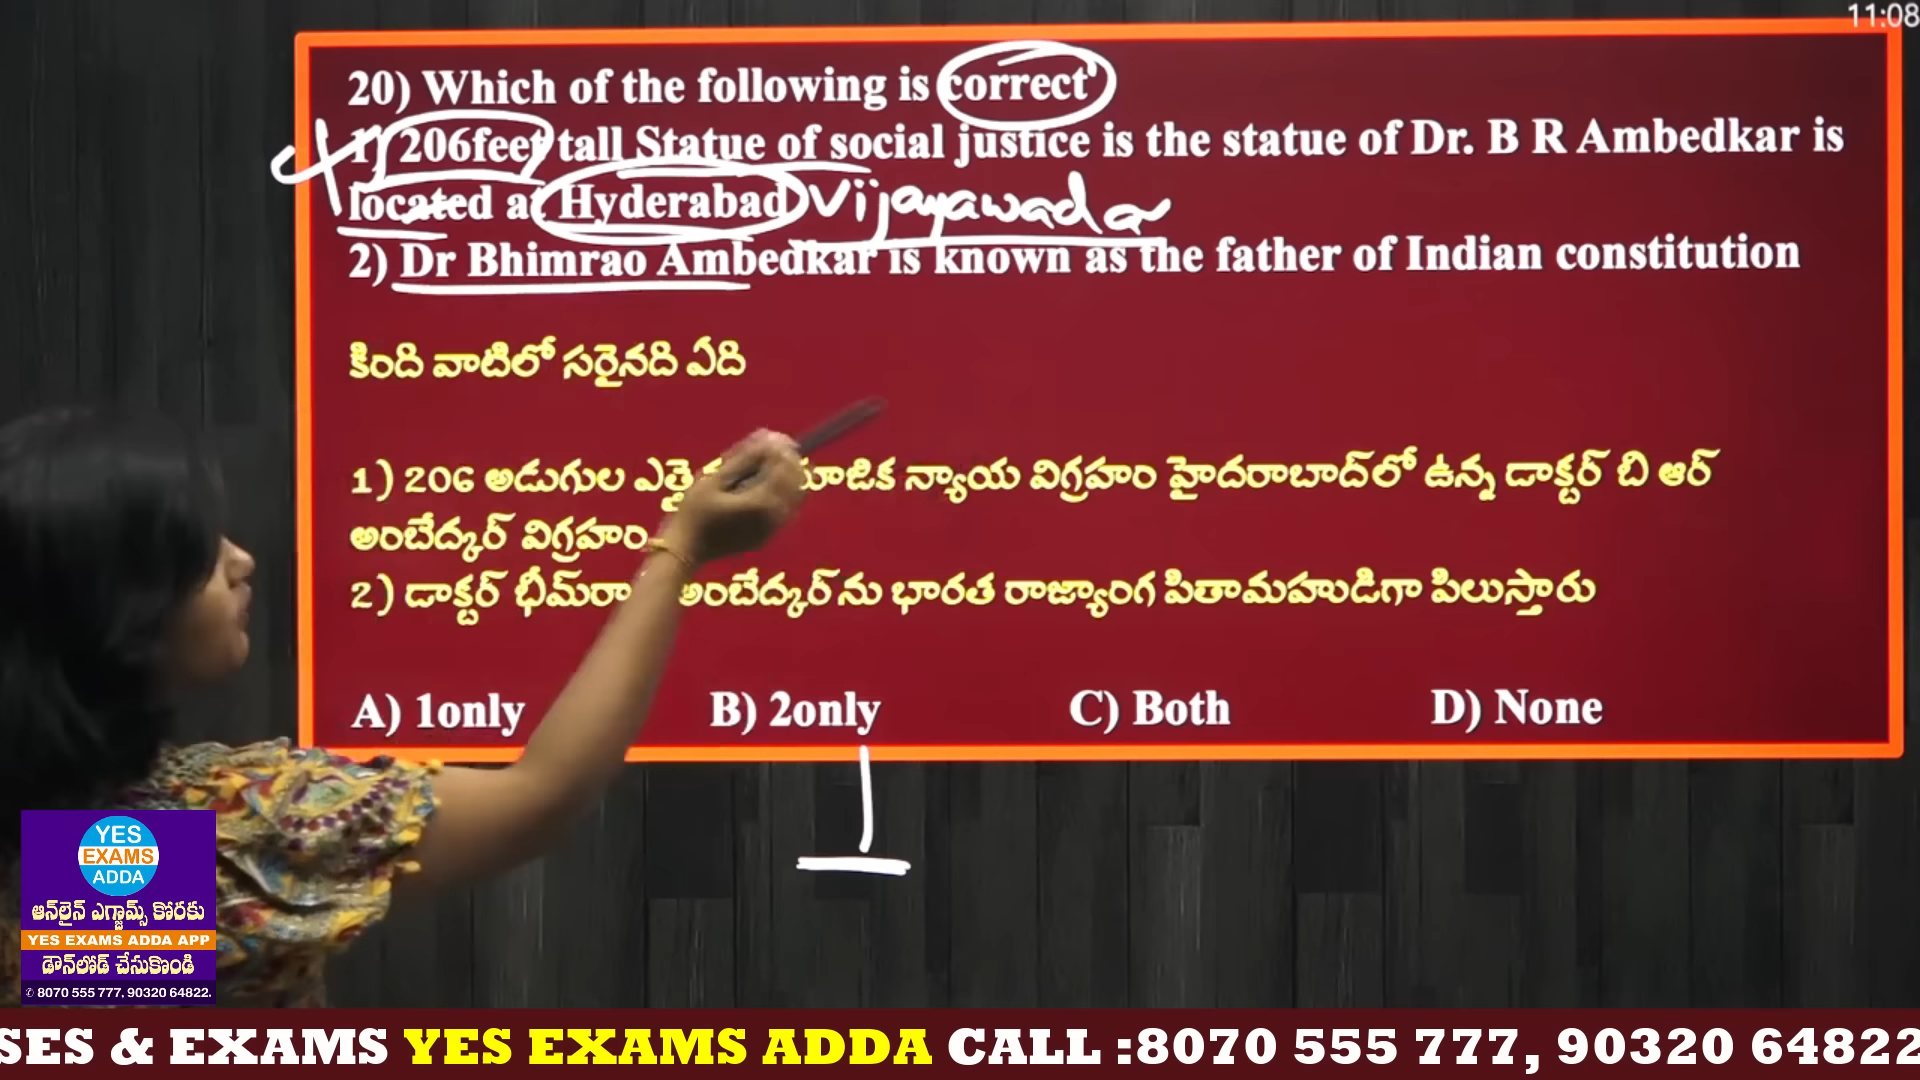 11:08
20) Which of the following is correct
1) 206feet tall Statue of social justice is the statue of Dr. B R Ambedkar is
located at Hyderabad Vijayawada
2) Dr Bhimrao Ambedkar is known as the father of Indian constitution
కింది వాటిలో సరైనది ఏది
1) 206 అడుగుల న్యాయ విగ్రహం హైదరాబాద్‌లో ఉన్న డాక్టర్ బి ఆర్
అంబేద్కర్ విగ్రహం
2) డాక్టర్ అంబేద్కర్‌ను భారత రాజ్యాంగ పితామహుడిగా పిలుస్తారు
A) 1only B) 2only C) Both D) None
YES
EXAMS
ADDA
ఆన్‌లైన్ ఎగ్జామ్స్ కొరకు
YES EXAMS ADDA APP
డౌన్‌లోడ్ చేసుకొండి
✆ 8070 555 777, 90320 64822.
SES & EXAMS YES EXAMS ADDA CALL :8070 555 777, 90320 64822